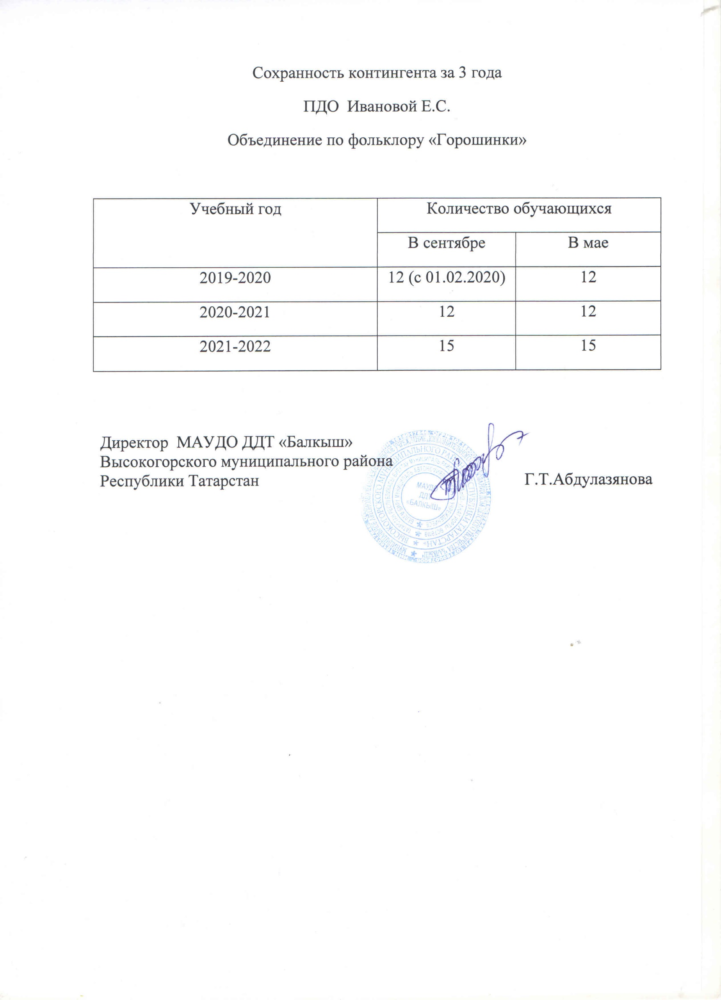 Сохранность контингента за 3 года
ПДО  Ивановой Е.С.
Объединение по фольклору «Горошинки»
Учебный год
Количество обучающихся
В сентябре
В мае
2019-2020
12 (с 01.02.2020)
12
2020-2021
12
12
2021-2022
15
15
Директор  МАУДО ДДТ «Балкыш»
Высокогорского муниципального района
Республики Татарстан
Г.Т.Абдулазянова
МАУДО
ДДТ
«БАЛКЫШ»